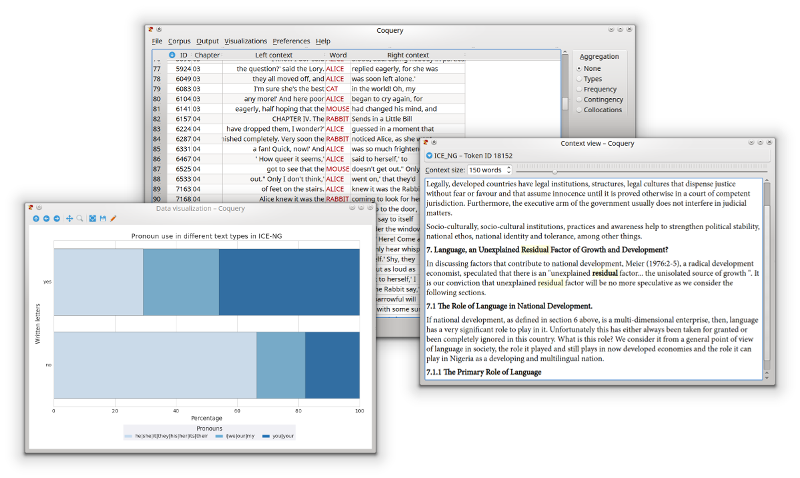 Coquery
File Corpus Output Visualizations Preferences Help
ID Chapter Left context Word Right context
77 5924 03 the question?' said the Lory. ALICE replied eagerly, for she was
78 6049 03 they all moved off, and ALICE was soon left alone.'
79 6083 03 I'm sure she's the best CAT in the world! Oh, my
80 6104 03 any more!' And here poor ALICE began to cry again, for
81 6141 03 eagerly, half hoping that the MOUSE had changed his mind, and
82 6157 04 CHAPTER IV. The RABBIT Sends in a Little Bill
83 6224 04 have dropped them, I wonder?' ALICE guessed in a moment that
84 6287 04 ished completely. Very soon the RABBIT noticed Alice, as she w
85 6331 04 a fan! Quick, now!' And ALICE was so much frighten
86 6467 04 ' How queer it seems,' ALICE said to herself,' to
87 6525 04 got to see that the MOUSE doesn't get out." Only
88 6533 04 out." Only I don't think,' ALICE went on,' that they'd
89 7163 04 of feet on the stairs. ALICE knew it was the Rabbi
90 7168 04 Alice knew it was the RABBIT coming to look for he
to the door,
say to itself
er the window
Here! Come a
nly hear whisp
elf.' Shy, they
ut as loud as
to herself,' I
he Rabbit say,'
narrowful will
with some su
Aggregation
None
Types
Frequency
Contingency
Collocations
Context view – Coquery
ICE_NG – Token ID 18152
Context size: 150 words
Legally, developed countries have legal institutions, structures, legal cultures that dispense justice
without fear or favour and that assume innocence until it is proved otherwise in a court of competent
jurisdiction. Furthermore, the executive arm of the government usually does not interfere in judicial
matters.
Socio-culturally, socio-cultural institutions, practices and awareness help to strengthen political stability,
national ethos, national identity and tolerance, among other things.
7. Language, an Unexplained Residual Factor of Growth and Development?
In discussing factors that contribute to national development, Meier (1976:2-5), a radical development
economist, speculated that there is an "unexplained residual factor... the unisolated source of growth ". It
is our conviction that unexplained residual factor will be no more speculative as we consider the
following sections.
7.1 The Role of Language in National Development.
If national development, as defined in section 6 above, is a multi-dimensional enterprise, then, language
has a very significant role to play in it. Unfortunately this has either always been taken for granted or
been completely ignored in this country. What is this role? We consider it from a general point of view
of language in society, the role it played and still plays in now developed economies and the role it can
play in Nigeria as a developing and multilingual nation.
7.1.1 The Primary Role of Language
Data visualization – Coquery
Pronoun use in different text types in ICE-NG
Written letters
yes
no
0 20 40 60 80 100
Percentage
Pronouns
he|she|it|they|his|her|its|their I|we|our|my you|your